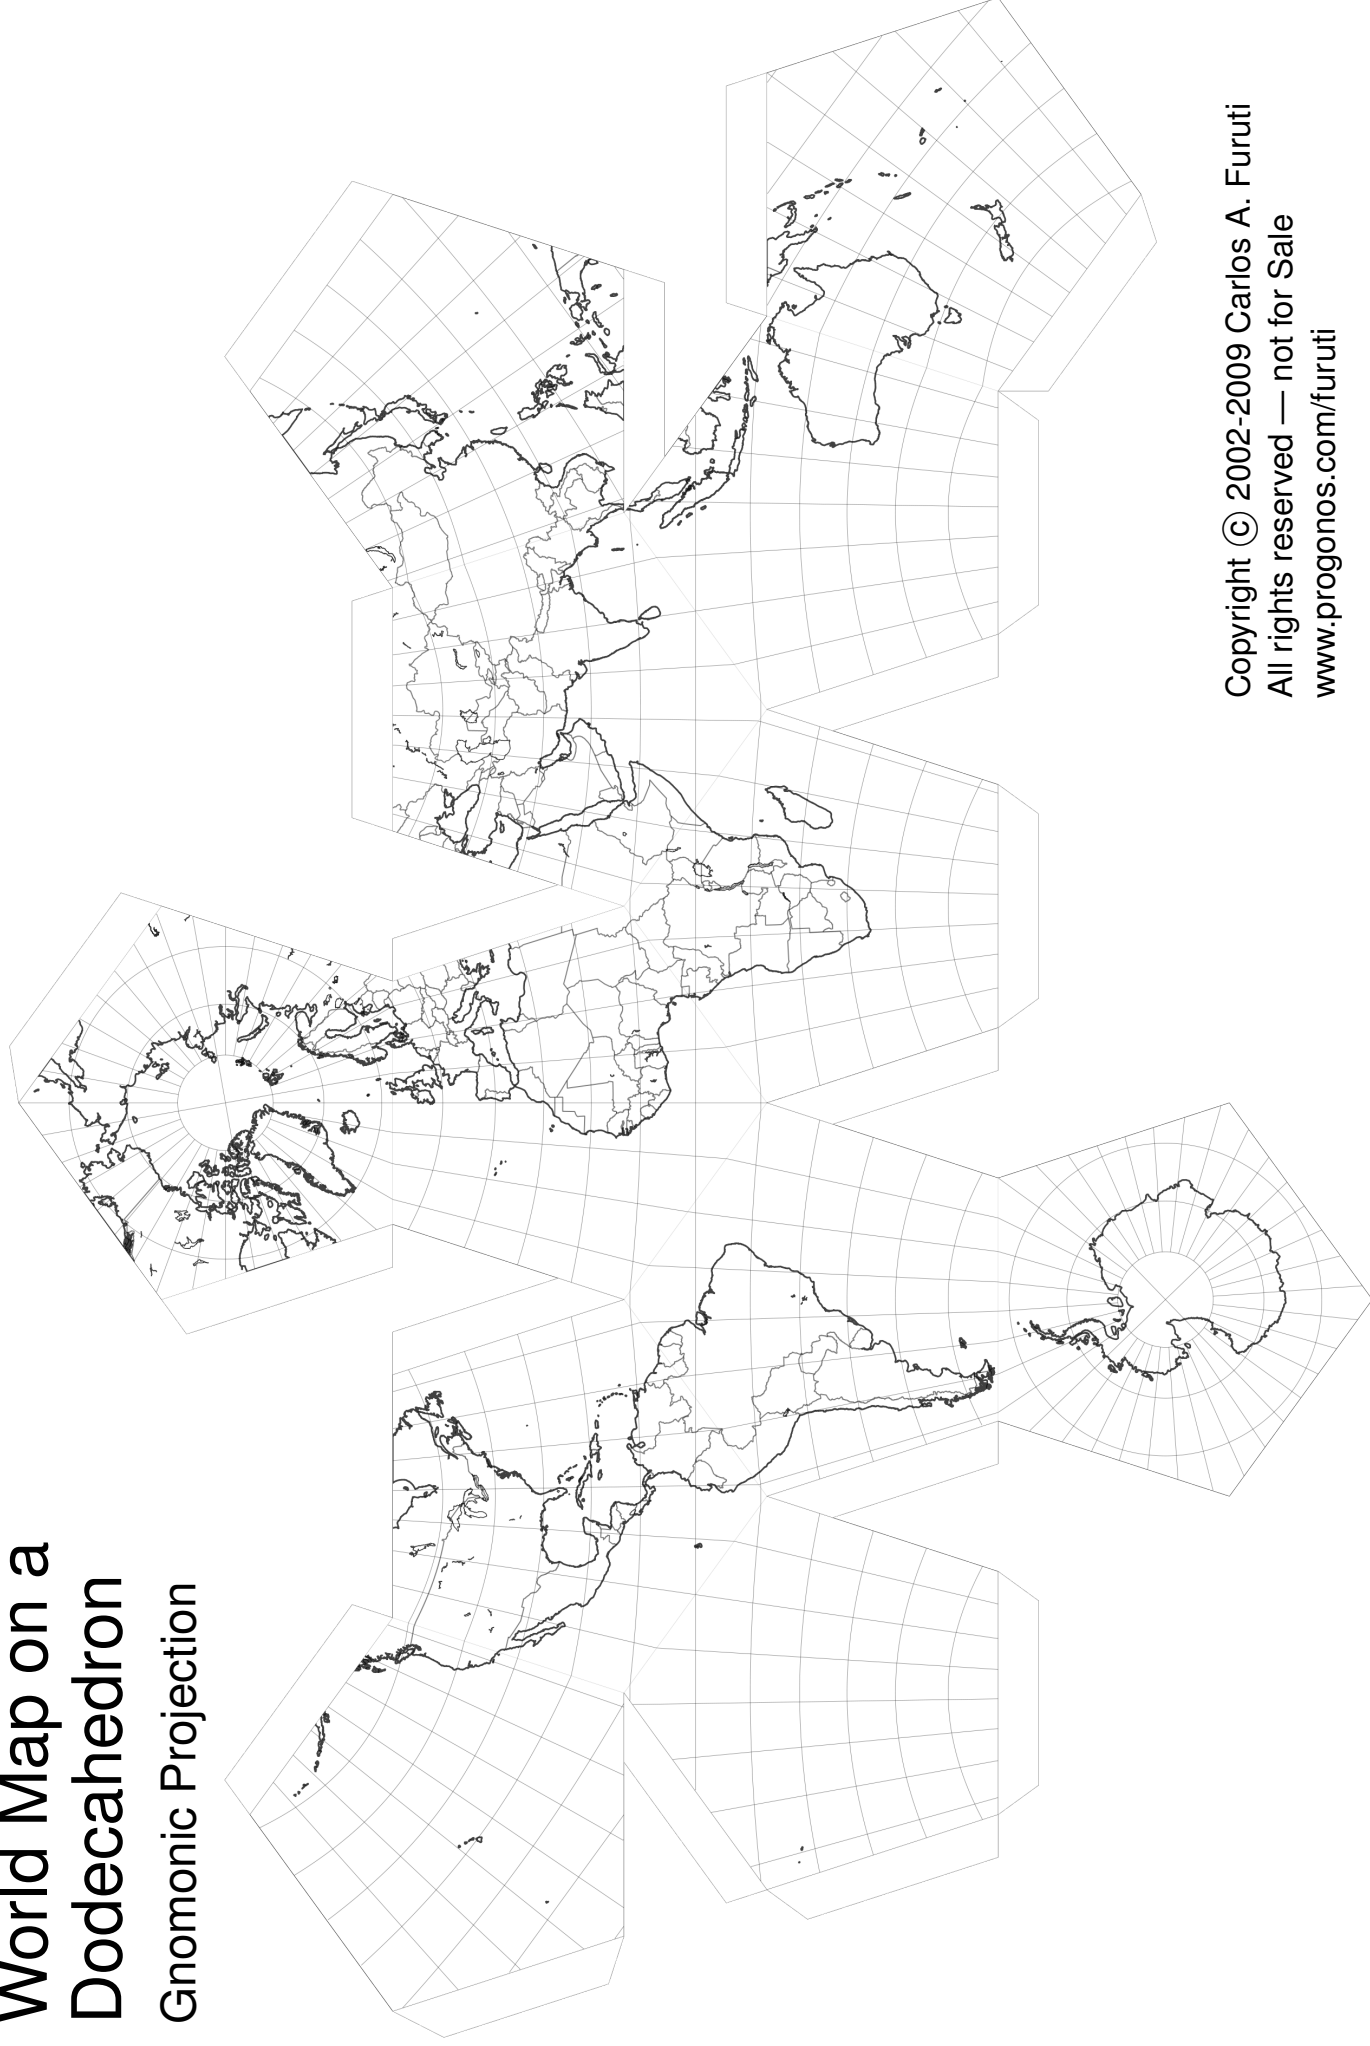 World Map on a
Dodecahedron
Gnomonic Projection
Copyright © 2002-2009 Carlos A. Furuti
All rights reserved — not for Sale
www.progonos.com/furuti